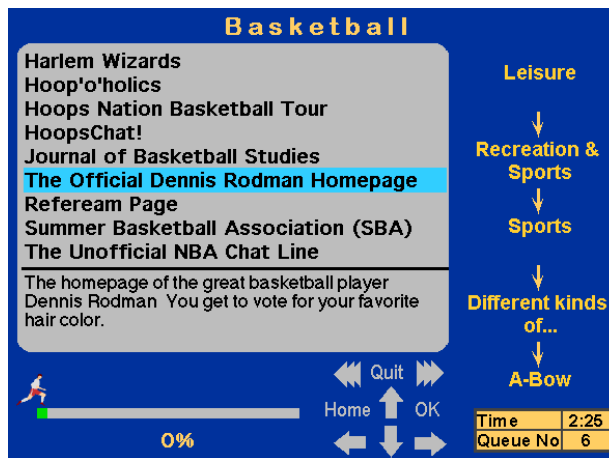 Basketball
Harlem Wizards
Hoop'o'holics
Hoops Nation Basketball Tour
HoopsChat!
Journal of Basketball Studies
The Official Dennis Rodman Homepage
Refeream Page
Summer Basketball Association (SBA)
The Unofficial NBA Chat Line
The homepage of the great basketball player
Dennis Rodman You get to vote for your favorite
hair color.
Leisure
Recreation &
Sports
Sports
Different kinds
of...
A-Bow
Quit
Home OK
0%
Time 2:25
Queue No 6